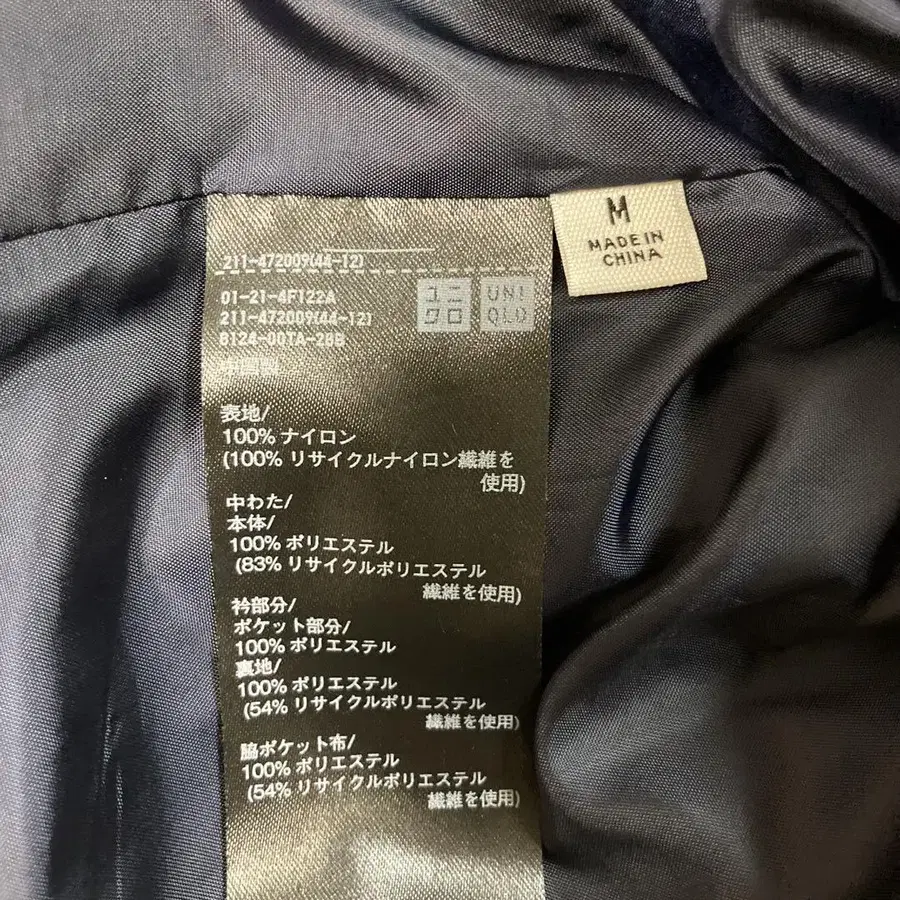 M
MADE IN
CHINA
211-472009(44-12)
01-21-4F122A
211-472009(44-12)
8124-001A-28B
中国製
ユニ
クロ
UNI
QLO
表地/
100% ナイロン
(100% リサイクルナイロン繊維を
使用)
中わた/
本体/
100% ポリエステル
(83% リサイクルポリエステル
繊維を使用)
衿部分/
ポケット部分/
100% ポリエステル
裏地/
100% ポリエステル
(54% リサイクルポリエステル
繊維を使用)
脇ポケット布/
100% ポリエステル
(54% リサイクルポリエステル
繊維を使用)